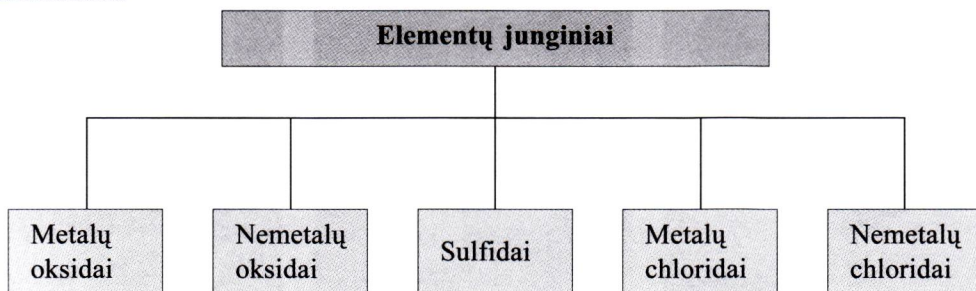 Elementų junginiai
Metalų
oksidai
Nemetalų
oksidai
Sulfidai
Metalų
chloridai
Nemetalų
chloridai